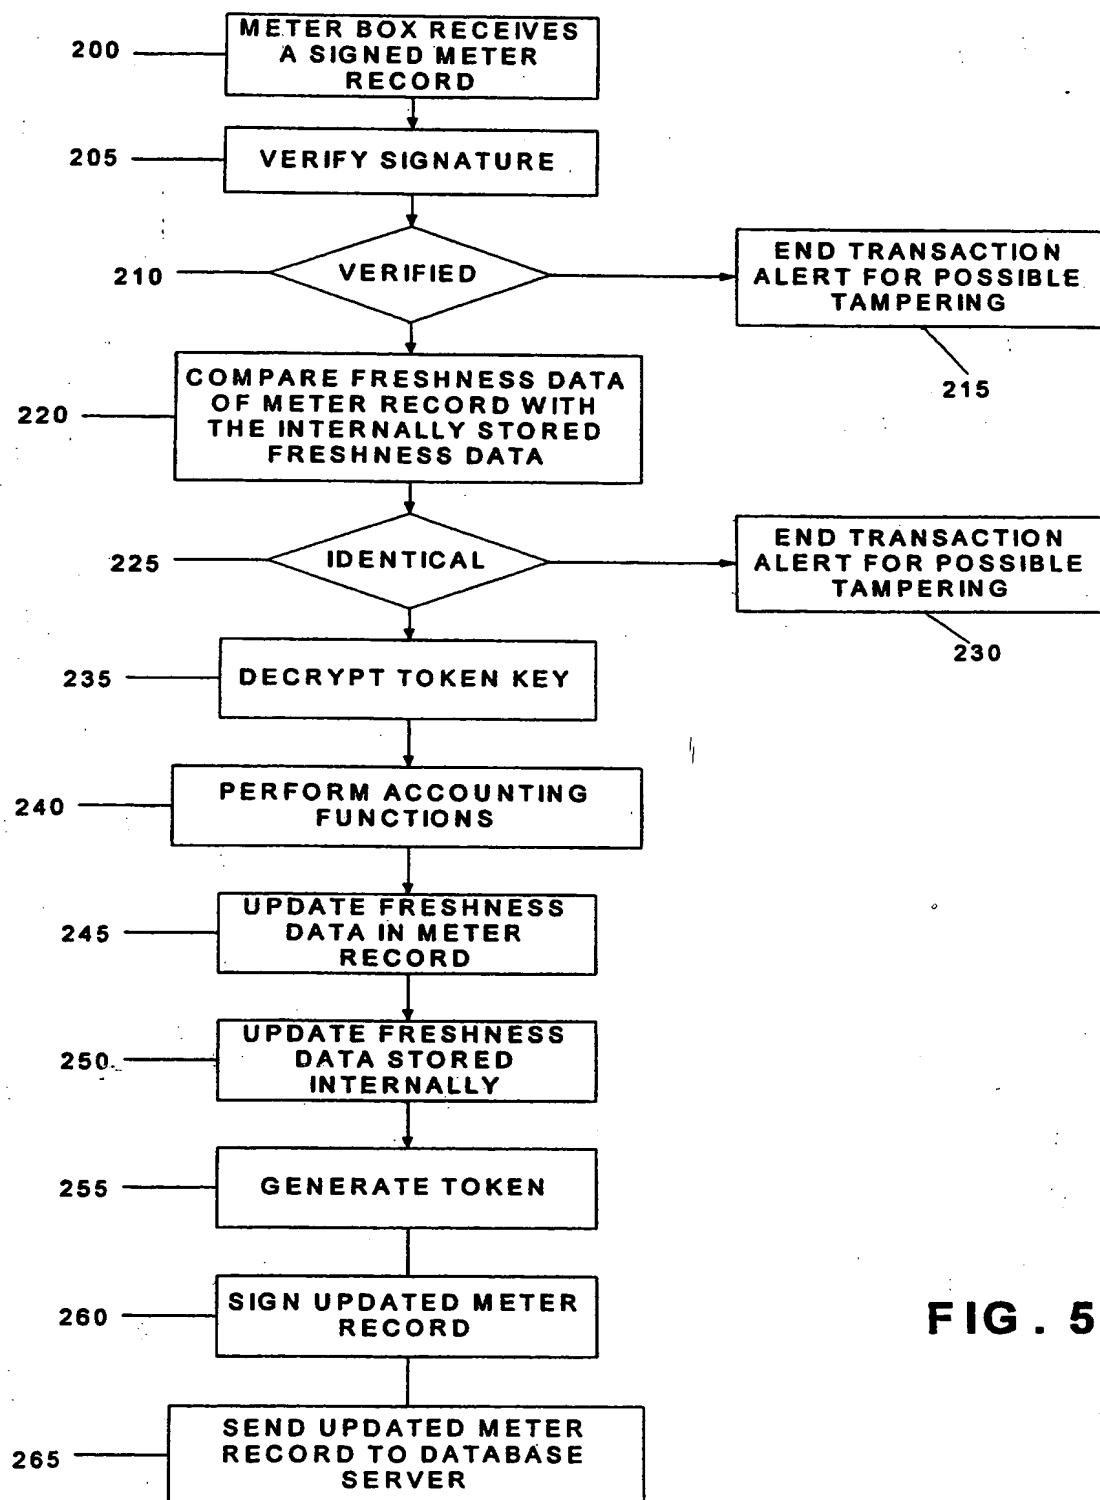 METER BOX RECEIVES
A SIGNED METER
RECORD
200
VERIFY SIGNATURE
205
VERIFIED
210
END TRANSACTION
ALERT FOR POSSIBLE
TAMPERING
215
COMPARE FRESHNESS DATA
OF METER RECORD WITH
THE INTERNALLY STORED
FRESHNESS DATA
220
IDENTICAL
225
END TRANSACTION
ALERT FOR POSSIBLE
TAMPERING
230
DECRYPT TOKEN KEY
235
PERFORM ACCOUNTING
FUNCTIONS
240
UPDATE FRESHNESS
DATA IN METER
RECORD
245
UPDATE FRESHNESS
DATA STORED
INTERNALLY
250
GENERATE TOKEN
255
SIGN UPDATED METER
RECORD
260
FIG. 5
SEND UPDATED METER
RECORD TO DATABASE
SERVER
265